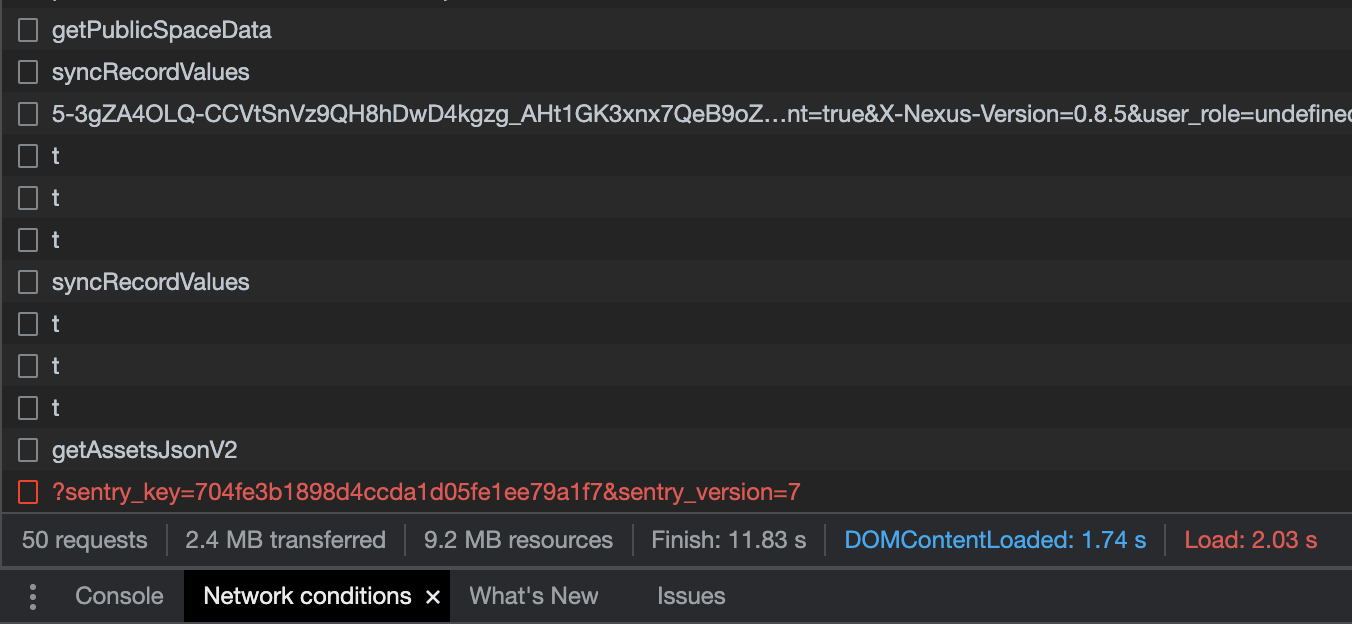 getPublicSpaceData
syncRecordValues
5-3gZA4OLQ-CCVtSnVz9QH8hDwD4kgzg_AHt1GK3xnx7QeB9oZ…nt=true&X-Nexus-Version=0.8.5&user_role=undefined
t
t
t
syncRecordValues
t
t
t
getAssetsJsonV2
?sentry_key=704fe3b1898d4ccda1d05fe1ee79a1f7&sentry_version=7
50 requests 2.4 MB transferred 9.2 MB resources Finish: 11.83 s DOMContentLoaded: 1.74 s Load: 2.03 s
Console Network conditions × What's New Issues